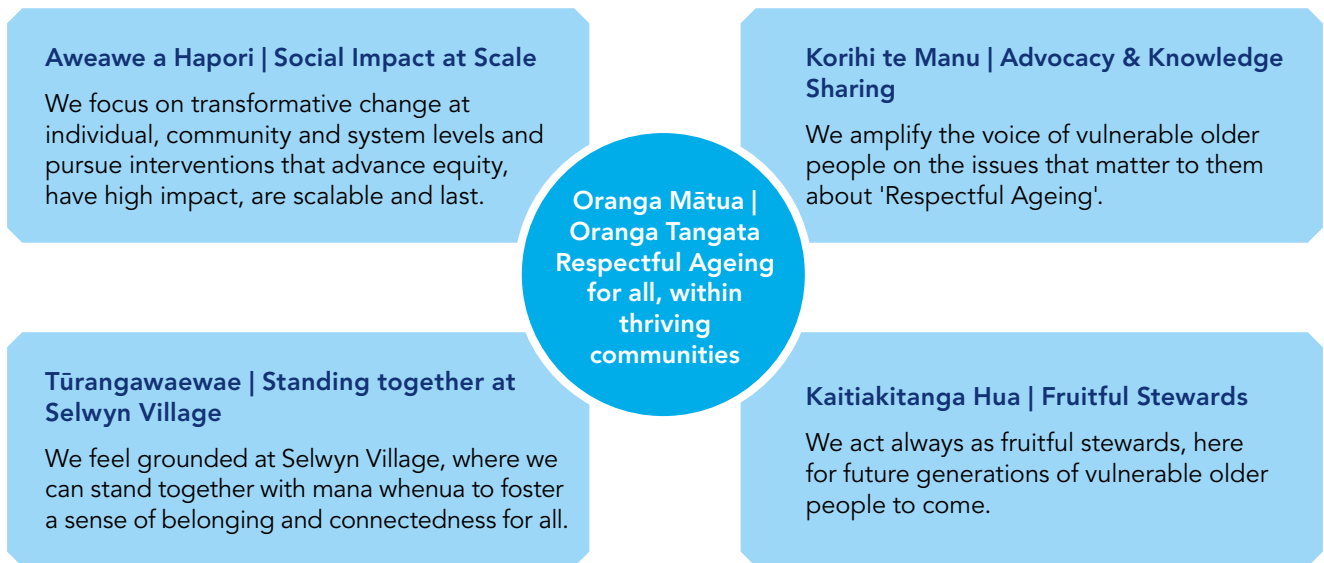 Aweawe a Hapori | Social Impact at Scale
We focus on transformative change at
individual, community and system levels and
pursue interventions that advance equity,
have high impact, are scalable and last.
Korihi te Manu | Advocacy & Knowledge
Sharing
We amplify the voice of vulnerable older
people on the issues that matter to them
about 'Respectful Ageing'.
Oranga Mātua |
Oranga Tangata
Respectful Ageing
for all, within
thriving
communities
Tūrangawaewae | Standing together at
Selwyn Village
We feel grounded at Selwyn Village, where we
can stand together with mana whenua to foster
a sense of belonging and connectedness for all.
Kaitiakitanga Hua | Fruitful Stewards
We act always as fruitful stewards, here
for future generations of vulnerable older
people to come.